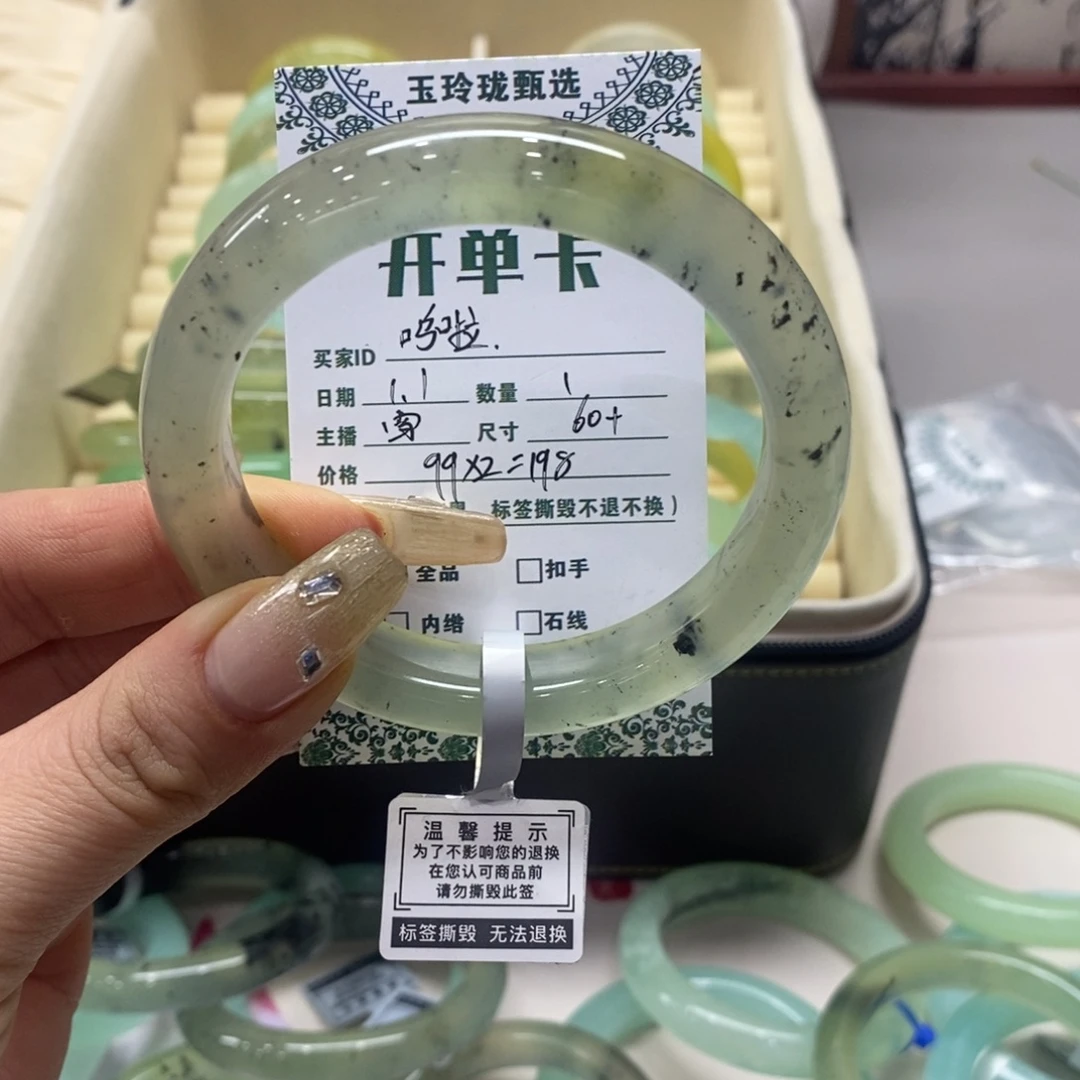 玉玲珑甄选
开单卡
买家ID 呜啦.
日期 1.1 数量 1
主播 尺寸 60+
价格 99×2=198
标签撕毁不退不换）
全品 扣手
内绺 石线
温馨提示
为了不影响您的退换
在您认可商品前
请勿撕毁此签
标签撕毁 无法退换